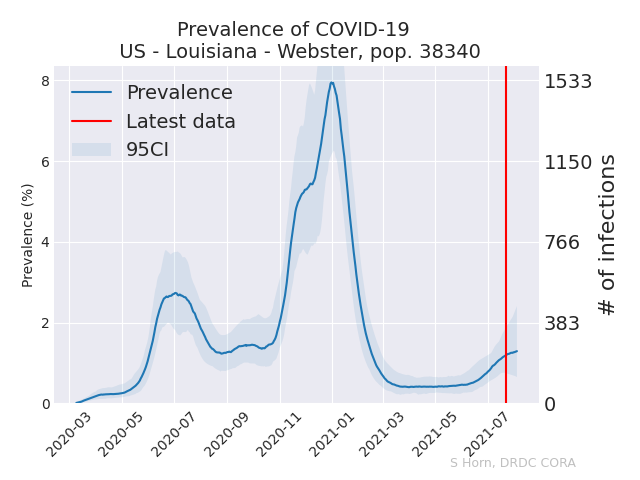 Prevalence of COVID-19
US - Louisiana - Webster, pop. 38340
Prevalence
Latest data
95CI
Prevalence (%)
8
6
4
2
0
1533
1150
766
383
0
# of infections
2020-03
2020-05
2020-07
2020-09
2020-11
2021-01
2021-03
2021-05
2021-07
S Horn, DRDC CORA